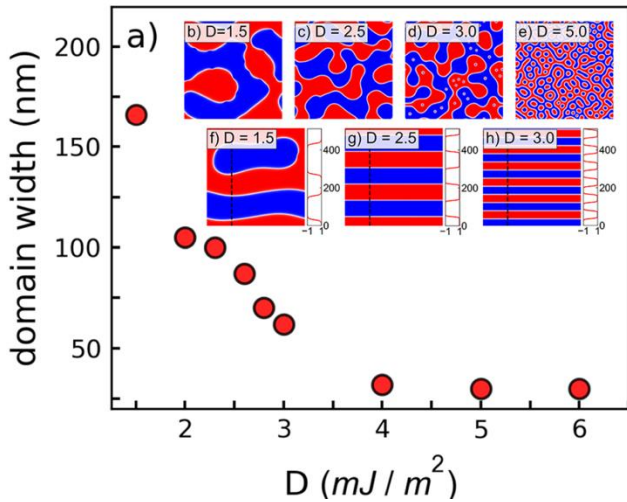 a)
b) D=1.5
c) D = 2.5
d) D = 3.0
e) D = 5.0
f) D = 1.5
g) D = 2.5
h) D = 3.0
400
200
0
−1 1
400
200
0
−1 1
400
200
0
−1 1
200
150
100
50
domain width (nm)
2 3 4 5 6
D (mJ / m²)